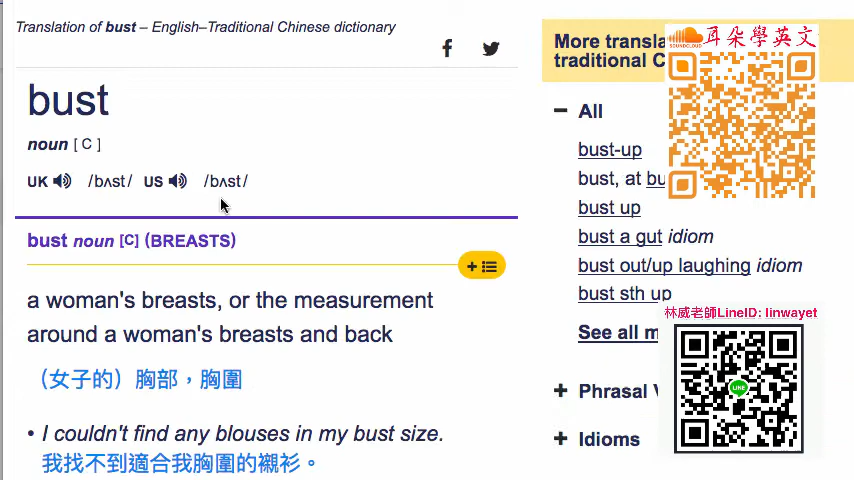 Translation of bust – English–Traditional Chinese dictionary
bust
noun [ C ]
UK /bʌst/ US /bʌst/
bust noun [C] (BREASTS)
a woman's breasts, or the measurement
around a woman's breasts and back
（女子的）胸部，胸圍
• I couldn't find any blouses in my bust size.
我找不到適合我胸圍的襯衫。
More transla
traditional C
All
bust-up
bust, at bu
bust up
bust a gut idiom
bust out/up laughing idiom
bust sth up
See all m
Phrasal V
Idioms
SOUNDCLOUD
耳朵學英文
林威老師LineID: linwayet
LINE